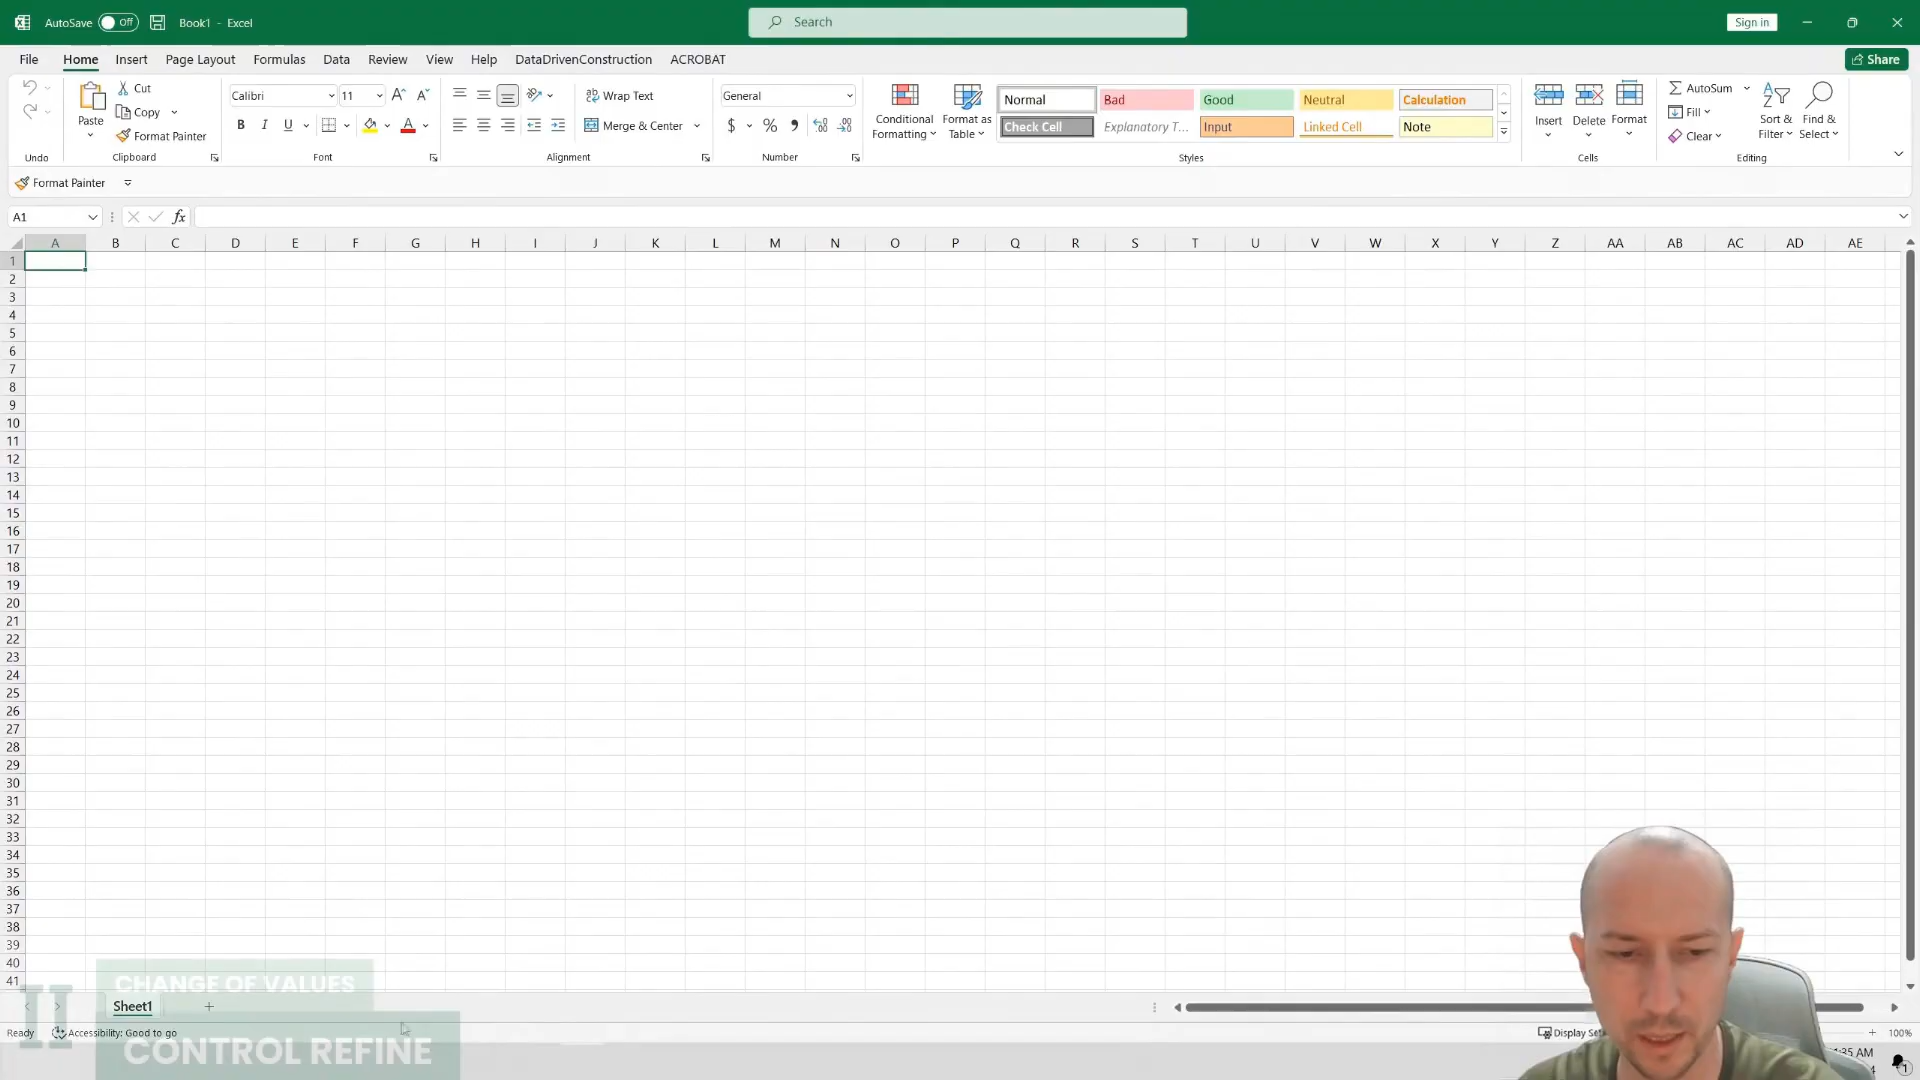 AutoSave Off Book1 - Excel Search Sign in
File Home Insert Page Layout Formulas Data Review View Help DataDrivenConstruction ACROBAT Share
Paste Cut Copy Format Painter
Calibri 11 B I U
Wrap Text
Merge & Center
General $ %
Conditional Formatting Format as Table
Normal Bad Good Neutral Calculation
Check Cell Explanatory T... Input Linked Cell Note
Insert Delete Format
AutoSum Fill Clear
Sort & Filter Find & Select
Undo Clipboard Font Alignment Number Styles Cells Editing
Format Painter
A1 fx
A B C D E F G H I J K L M N O P Q R S T U V W X Y Z AA AB AC AD AE
1
2
3
4
5
6
7
8
9
10
11
12
13
14
15
16
17
18
19
20
21
22
23
24
25
26
27
28
29
30
31
32
33
34
35
36
37
38
39
40
41
CHANGE OF VALUES
II
Sheet1
Ready Accessibility: Good to go 100%
CONTROL REFINE